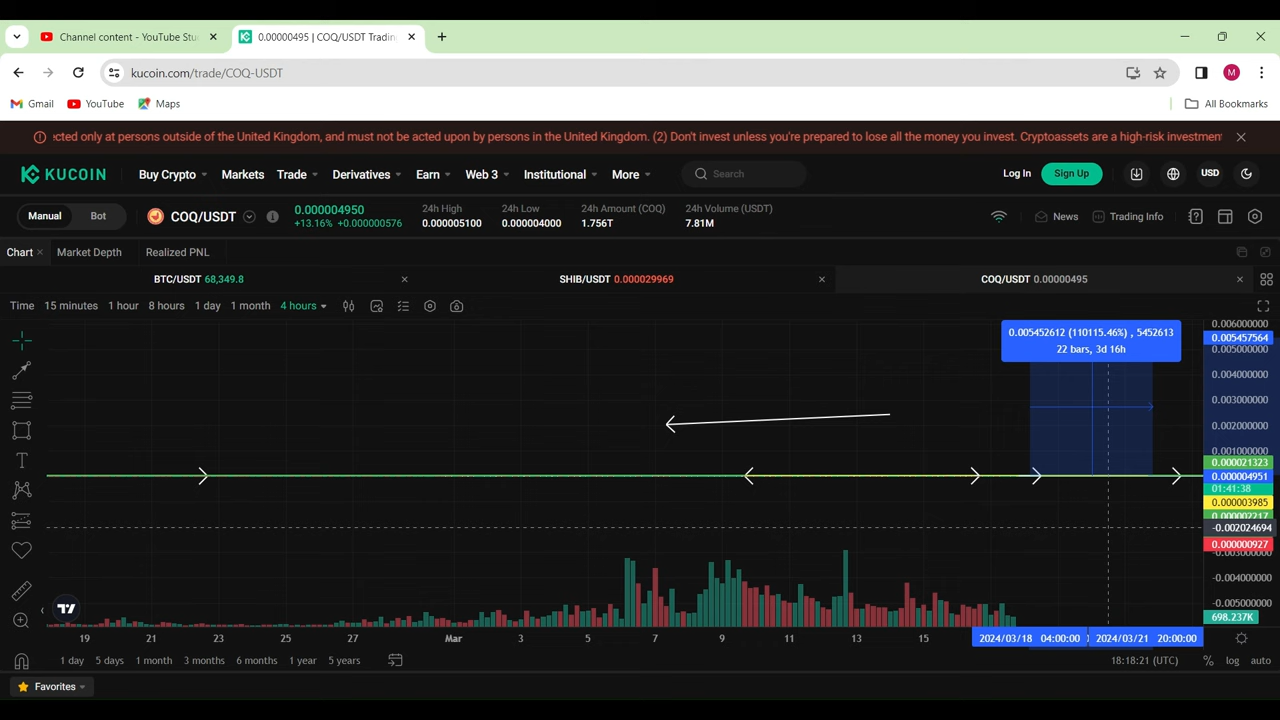 Channel content - YouTube Stu
0.00000495 | COQ/USDT Tradin
kucoin.com/trade/COQ-USDT
M
Gmail YouTube Maps All Bookmarks
cted only at persons outside of the United Kingdom, and must not be acted upon by persons in the United Kingdom. (2) Don't invest unless you're prepared to lose all the money you invest. Cryptoassets are a high-risk investment
KUCOIN Buy Crypto Markets Trade Derivatives Earn Web 3 Institutional More Search Log In Sign Up USD
Manual Bot COQ/USDT 0.000004950 24h High 24h Low 24h Amount (COQ) 24h Volume (USDT) News Trading Info
+13.16% +0.000000576 0.000005100 0.000004000 1.756T 7.81M
Chart Market Depth Realized PNL
BTC/USDT 68,349.8 SHIB/USDT 0.000029969 COQ/USDT 0.00000495
Time 15 minutes 1 hour 8 hours 1 day 1 month 4 hours
0.006000000
0.005452612 (110115.46%) , 5452613
0.005457564
22 bars, 3d 16h
0.005000000
0.004000000
0.003000000
0.002000000
0.001000000
0.000021323
0.000004951
01:41:38
0.000003985
0.000002217
-0.002024694
0.000000927
-0.003000000
-0.004000000
-0.005000000
698.237K
19 21 23 25 27 Mar 3 5 7 9 11 13 15 2024/03/18 04:00:00 2024/03/21 20:00:00
1 day 5 days 1 month 3 months 6 months 1 year 5 years 18:18:21 (UTC) % log auto
Favorites